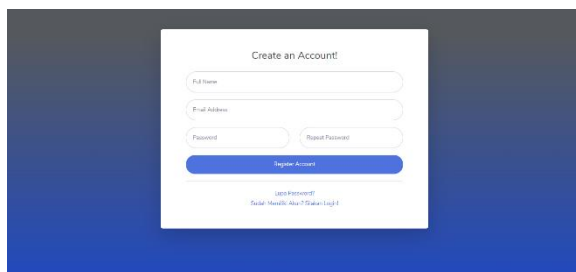 Create an Account!
Full Name
Email Address
Password
Repeat Password
Register Account
Lupa Password?
Sudah Memiliki Akun? Silakan Login!